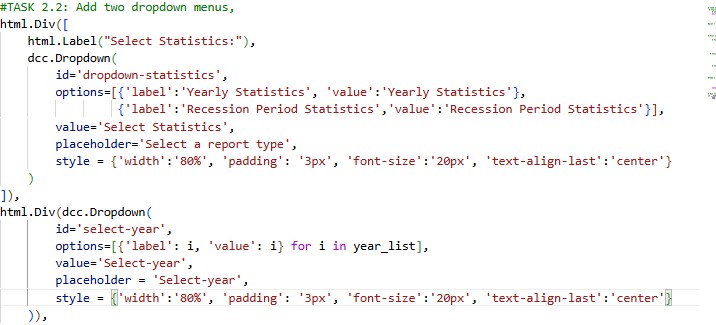 #TASK 2.2: Add two dropdown menus,
html.Div([
    html.Label("Select Statistics:"),
    dcc.Dropdown(
        id='dropdown-statistics',
        options=[{'label':'Yearly Statistics', 'value':'Yearly Statistics'},
                 {'label':'Recession Period Statistics','value':'Recession Period Statistics'}],
        value='Select Statistics',
        placeholder='Select a report type',
        style = {'width':'80%', 'padding': '3px', 'font-size':'20px', 'text-align-last':'center'}
    )
]),
html.Div(dcc.Dropdown(
        id='select-year',
        options=[{'label': i, 'value': i} for i in year_list],
        value='Select-year',
        placeholder = 'Select-year',
        style = {'width':'80%', 'padding': '3px', 'font-size':'20px', 'text-align-last':'center'}
    )),